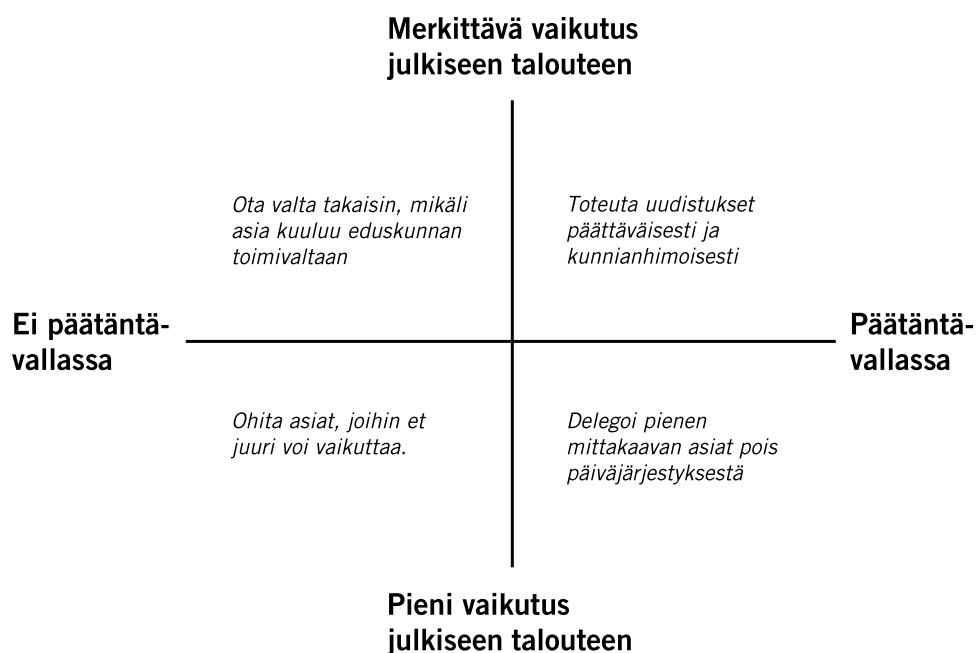 Merkittävä vaikutus
julkiseen talouteen
Ota valta takaisin, mikäli
asia kuuluu eduskunnan
toimivaltaan
Toteuta uudistukset
päättäväisesti ja
kunnianhimoisesti
Ei päätäntä-
vallassa
Päätäntä-
vallassa
Ohita asiat, joihin et
juuri voi vaikuttaa.
Delegoi pienen
mittakaavan asiat pois
päiväjärjestyksestä
Pieni vaikutus
julkiseen talouteen